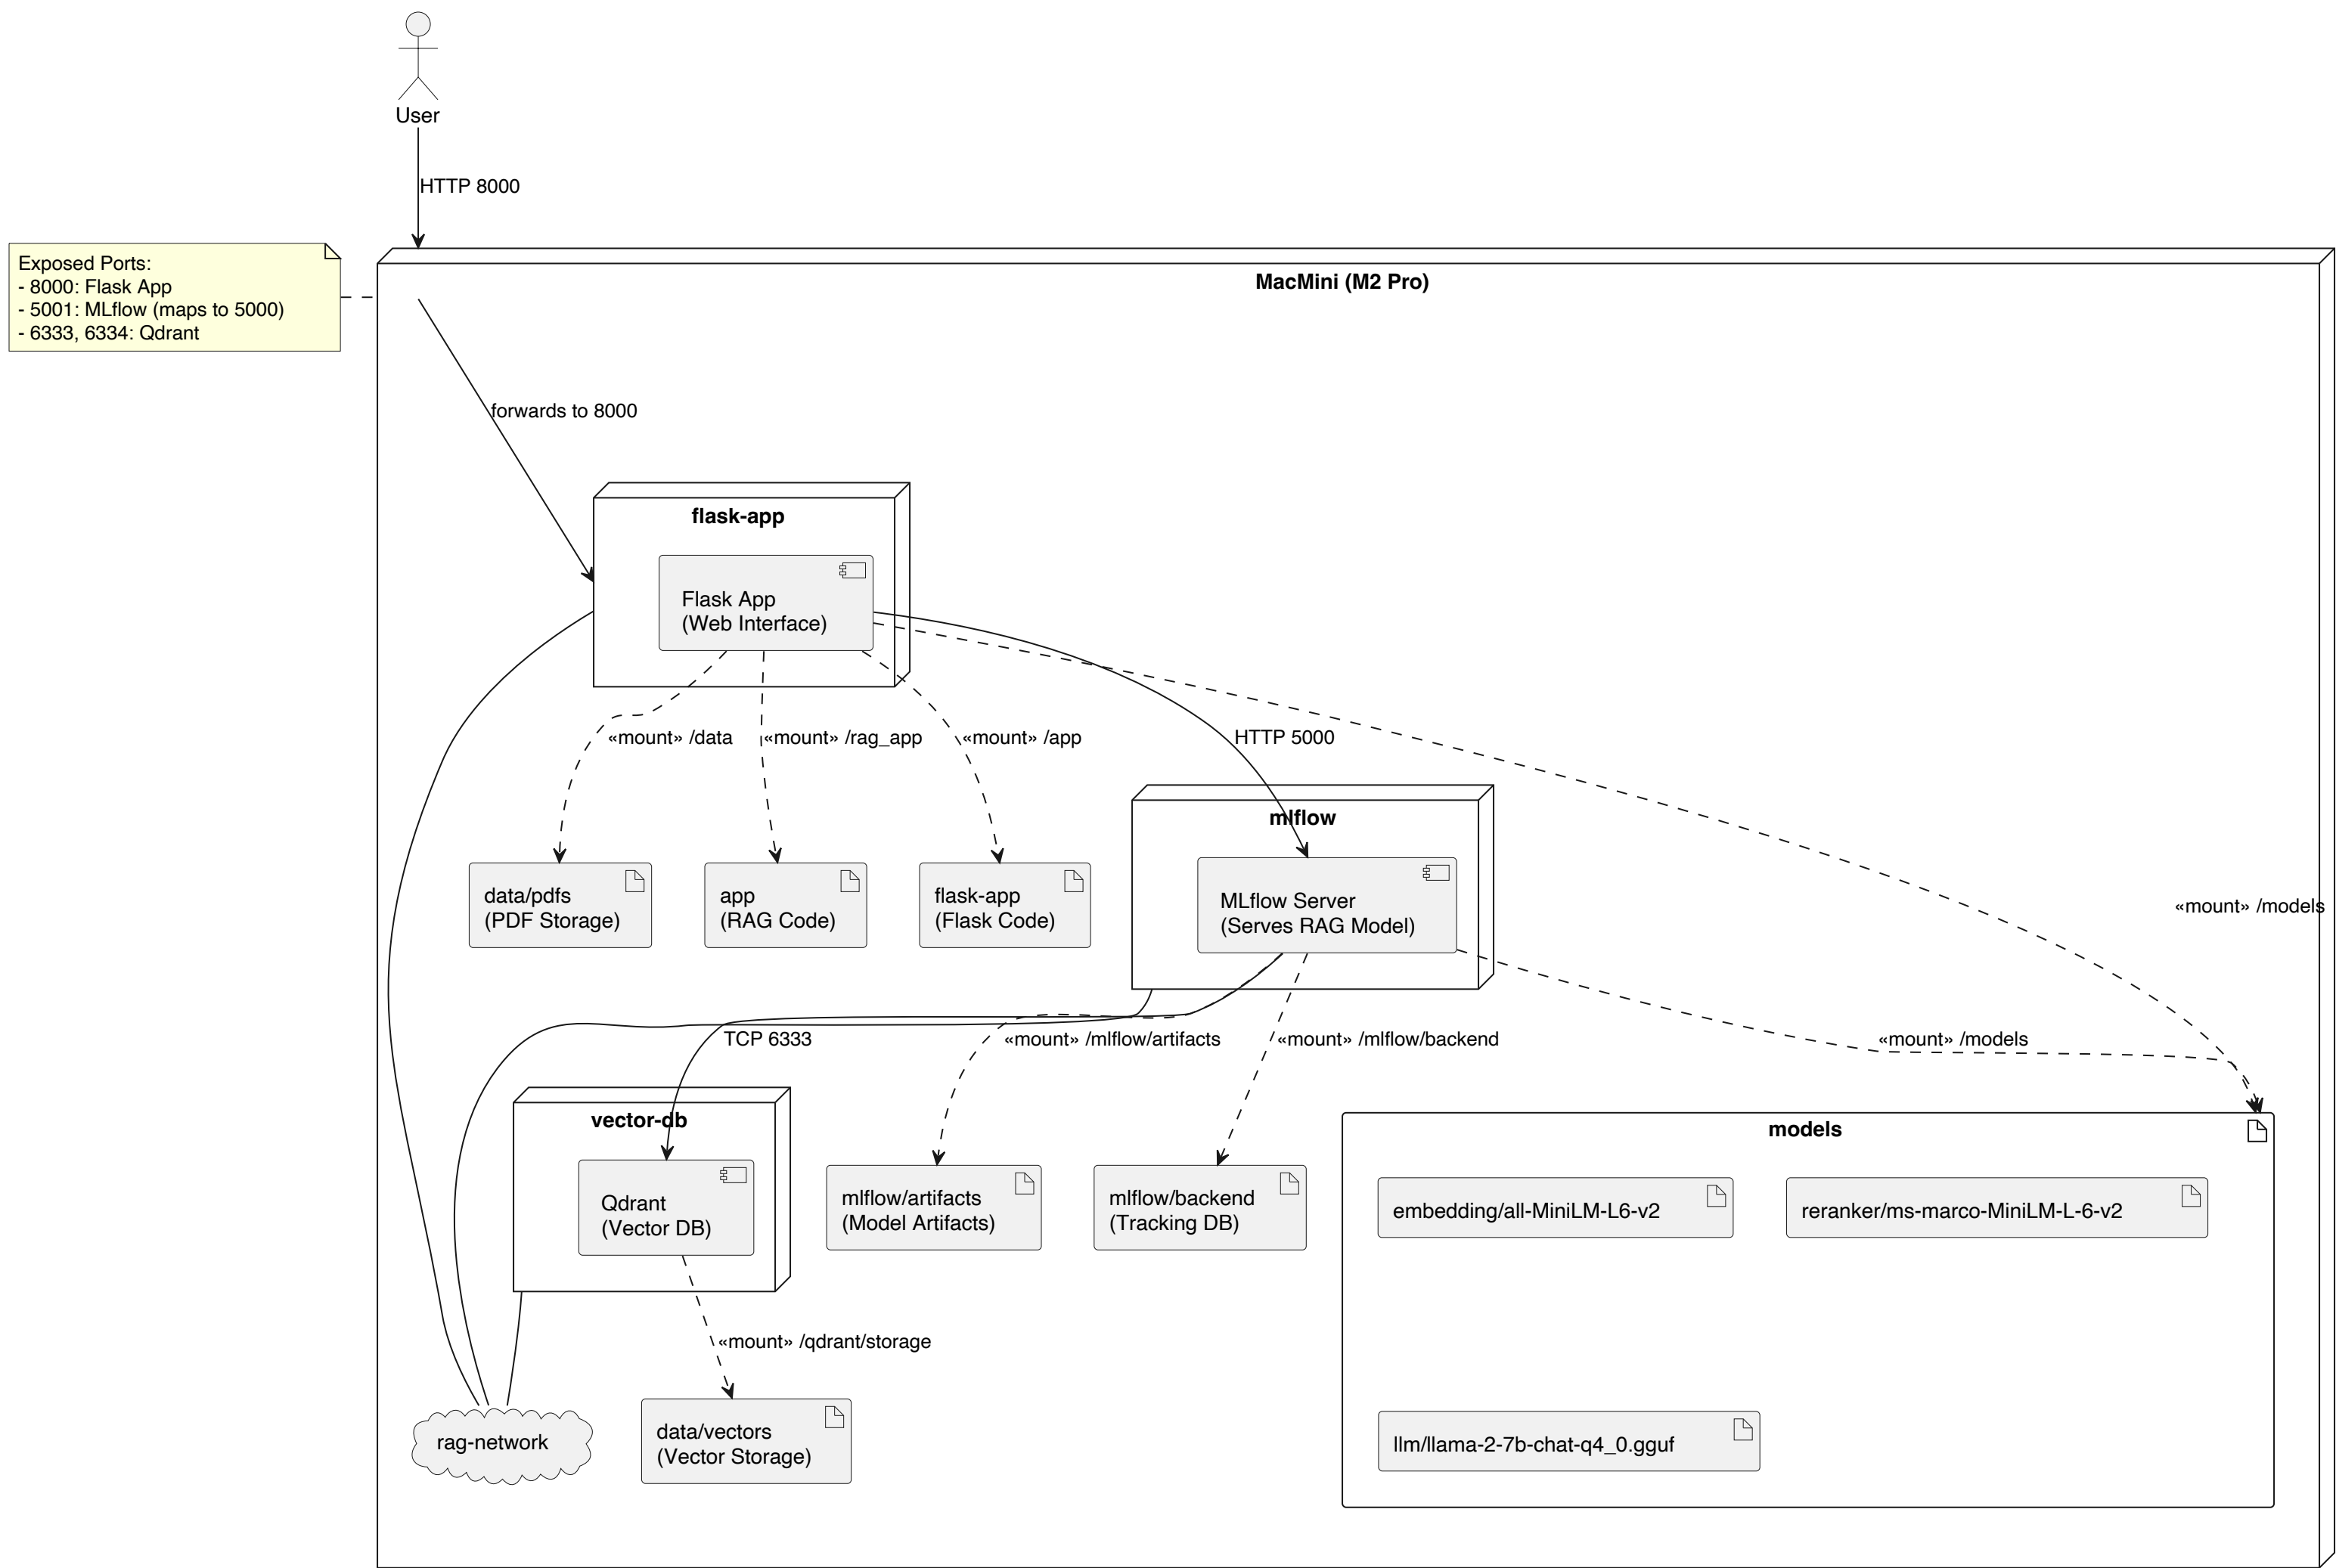 User
HTTP 8000
Exposed Ports:
- 8000: Flask App
- 5001: MLflow (maps to 5000)
- 6333, 6334: Qdrant
MacMini (M2 Pro)
forwards to 8000
flask-app
Flask App
(Web Interface)
«mount» /data
«mount» /rag_app
«mount» /app
HTTP 5000
mlflow
data/pdfs
(PDF Storage)
app
(RAG Code)
flask-app
(Flask Code)
MLflow Server
(Serves RAG Model)
«mount» /models
TCP 6333
«mount» /mlflow/artifacts
«mount» /mlflow/backend
«mount» /models
vector-db
models
Qdrant
(Vector DB)
mlflow/artifacts
(Model Artifacts)
mlflow/backend
(Tracking DB)
embedding/all-MiniLM-L6-v2
reranker/ms-marco-MiniLM-L-6-v2
«mount» /qdrant/storage
rag-network
data/vectors
(Vector Storage)
llm/llama-2-7b-chat-q4_0.gguf